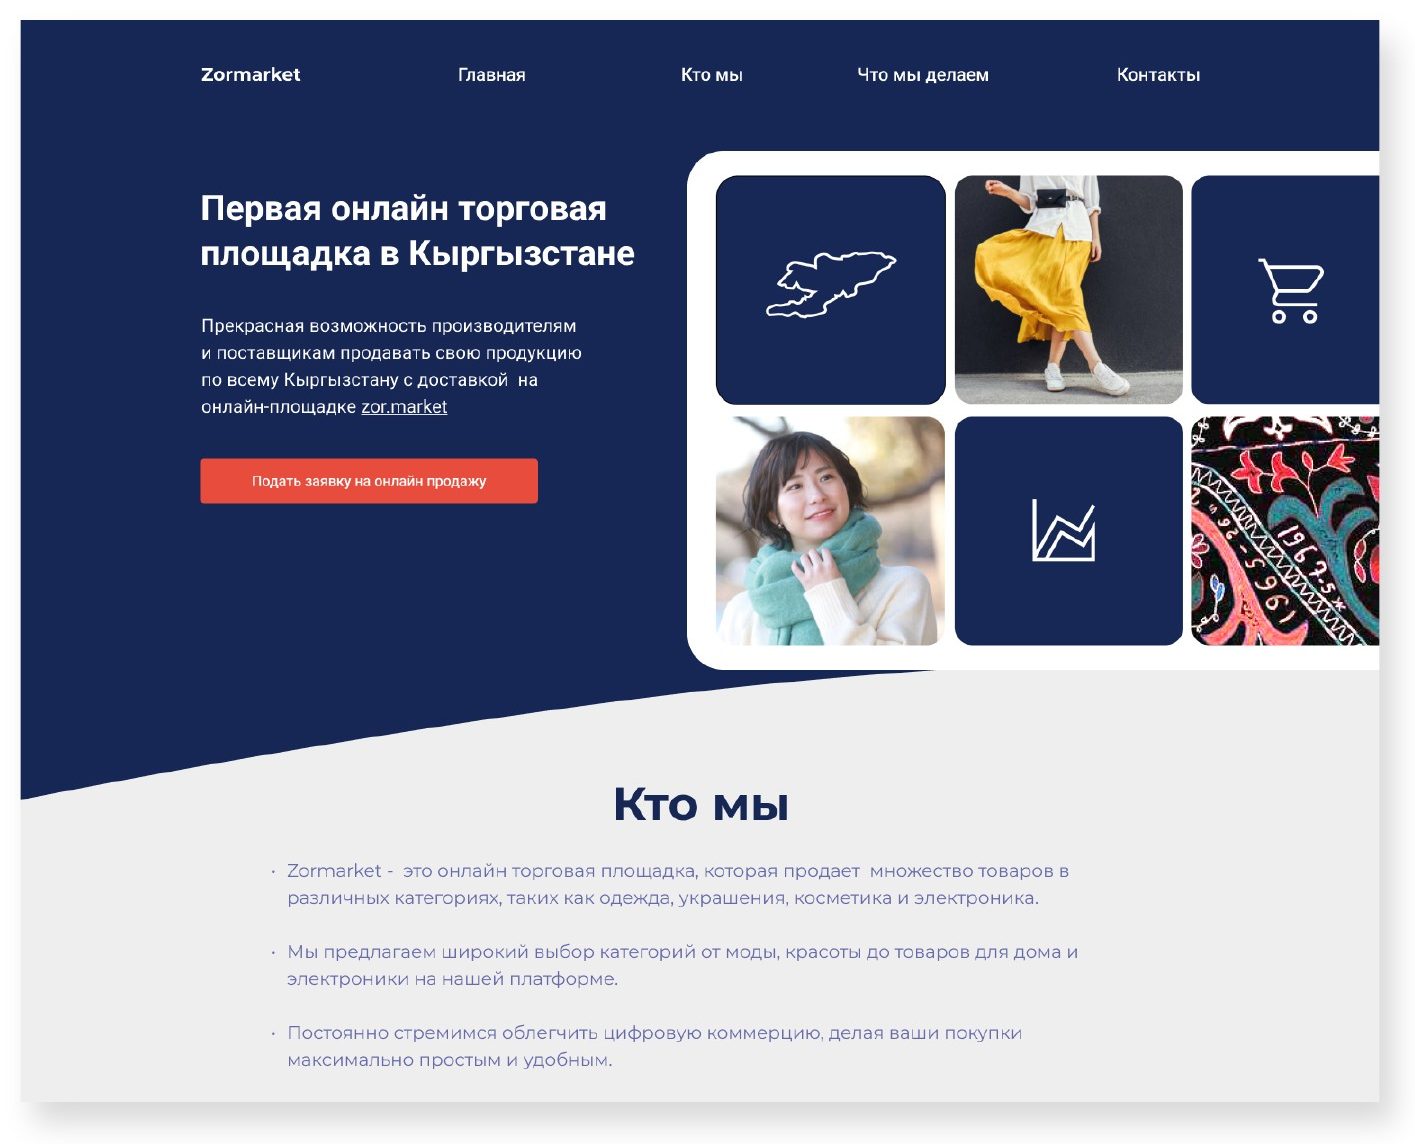 Zormarket
Главная
Кто мы
Что мы делаем
Контакты
Первая онлайн торговая
площадка в Кыргызстане
Прекрасная возможность производителям
и поставщикам продавать свою продукцию
по всему Кыргызстану с доставкой на
онлайн-площадке zor.market
Подать заявку на онлайн продажу
1967.5*
1966-2
Кто мы
• Zormarket - это онлайн торговая площадка, которая продает множество товаров в
различных категориях, таких как одежда, украшения, косметика и электроника.
• Мы предлагаем широкий выбор категорий от моды, красоты до товаров для дома и
электроники на нашей платформе.
• Постоянно стремимся облегчить цифровую коммерцию, делая ваши покупки
максимально простым и удобным.